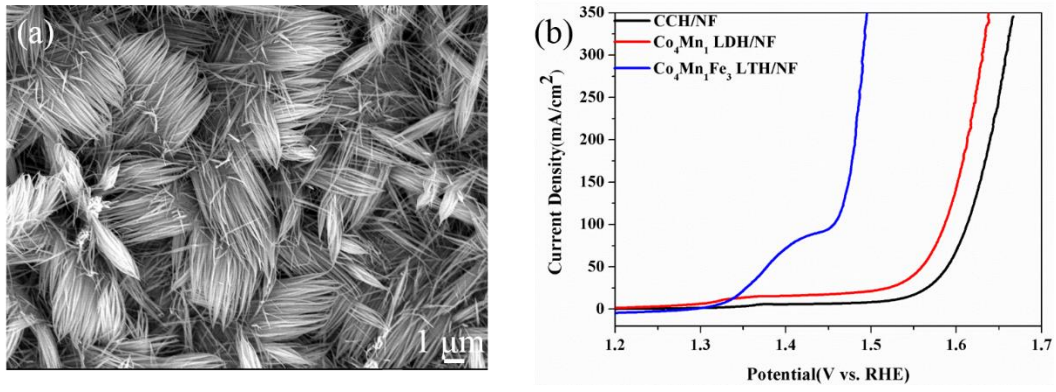 (a)
1 μm
(b)
CCH/NF
Co₄Mn₁ LDH/NF
Co₄Mn₁Fe₃ LTH/NF
350
300
250
200
150
100
50
0
Current Density(mA/cm²)
1.2 1.3 1.4 1.5 1.6 1.7
Potential(V vs. RHE)